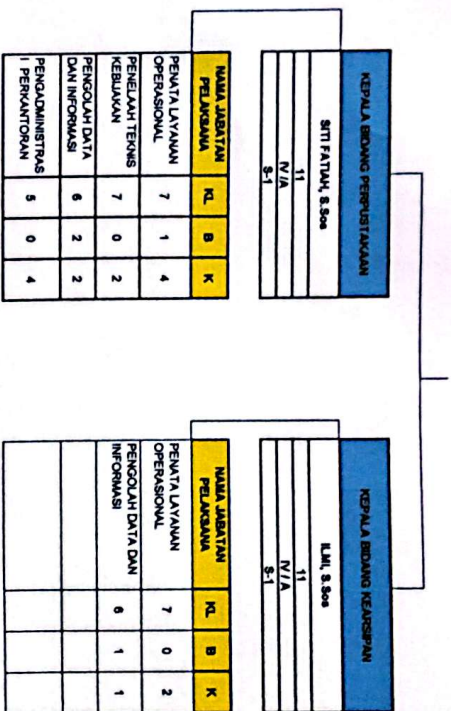 KEPALA BIDANG PERPUSTAKAAN
SITI FATIAH, S.Sos
11
IV /A
S-1
NAMA JABATAN PELAKSANA KL B K
PENATA LAYANAN
OPERASIONAL 7 1 4
PENELAAH TEKNIS
KEBIJAKAN 7 0 2
PENGOLAH DATA
DAN INFORMASI 6 2 2
PENGADMINISTRAS
I PERKANTORAN 5 0 4
KEPALA BIDANG KEARSIPAN
ILMI, S.Sos
11
IV / A
S-1
NAMA JABATAN PELAKSANA KL B K
PENATA LAYANAN
OPERASIONAL 7 0 2
PENGOLAH DATA DAN
INFORMASI 6 1 1